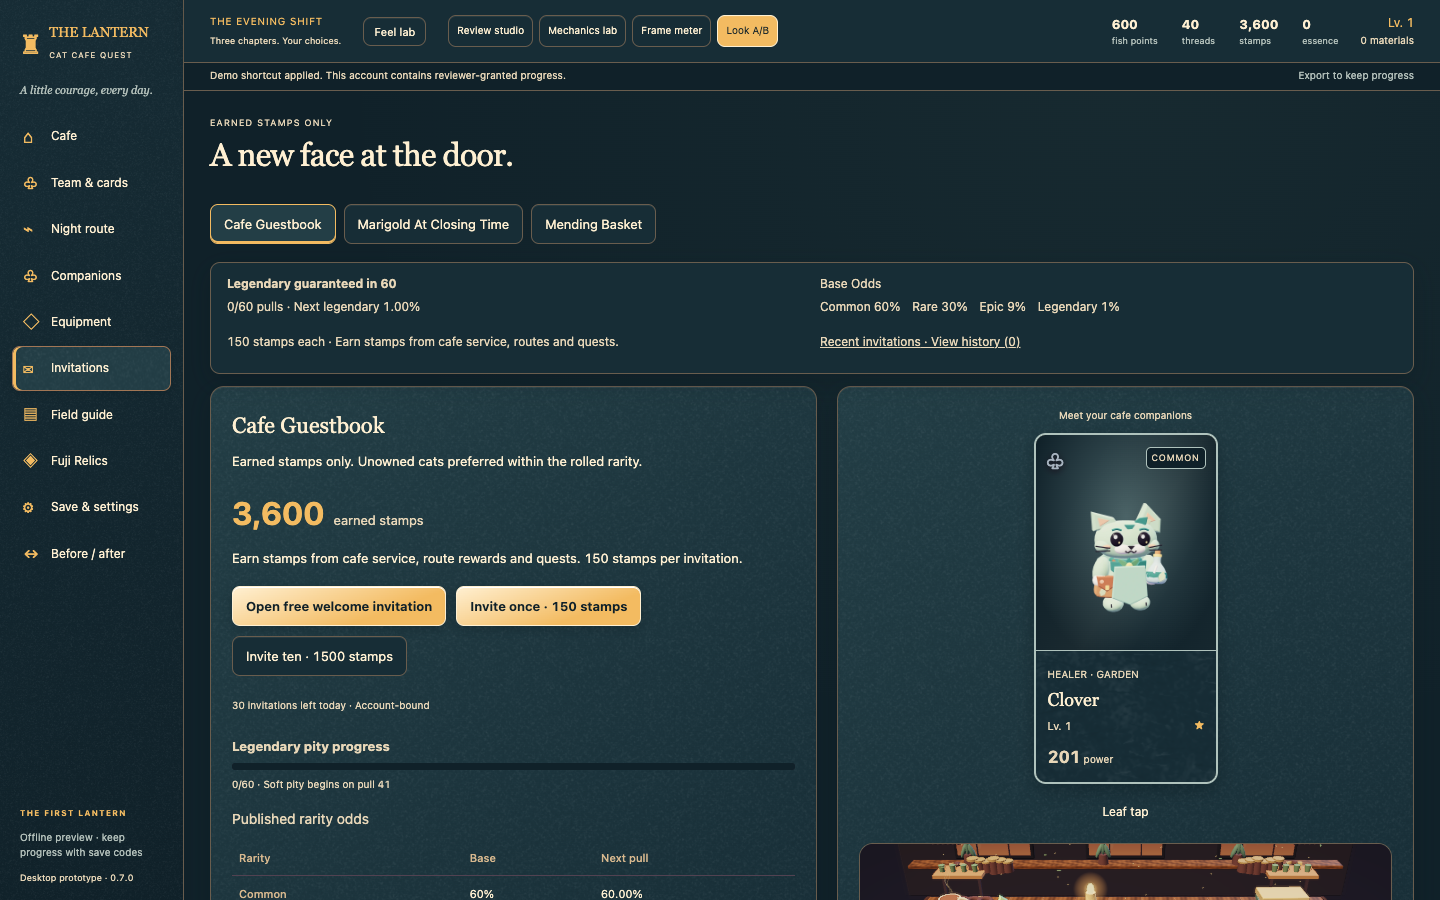 THE LANTERN
CAT CAFE QUEST
A little courage, every day.
Cafe
Team & cards
Night route
Companions
Equipment
Invitations
Field guide
Fuji Relics
Save & settings
Before / after
THE FIRST LANTERN
Offline preview · keep
progress with save codes
Desktop prototype · 0.7.0
THE EVENING SHIFT
Three chapters. Your choices.
Feel lab
Review studio
Mechanics lab
Frame meter
Look A/B
600
fish points
40
threads
3,600
stamps
0
essence
Lv. 1
0 materials
Demo shortcut applied. This account contains reviewer-granted progress.
Export to keep progress
EARNED STAMPS ONLY
A new face at the door.
Cafe Guestbook
Marigold At Closing Time
Mending Basket
Legendary guaranteed in 60
0/60 pulls · Next legendary 1.00%
150 stamps each · Earn stamps from cafe service, routes and quests.
Base Odds
Common 60% Rare 30% Epic 9% Legendary 1%
Recent invitations · View history (0)
Cafe Guestbook
Earned stamps only. Unowned cats preferred within the rolled rarity.
3,600 earned stamps
Earn stamps from cafe service, route rewards and quests. 150 stamps per invitation.
Open free welcome invitation
Invite once · 150 stamps
Invite ten · 1500 stamps
30 invitations left today · Account-bound
Legendary pity progress
0/60 · Soft pity begins on pull 41
Published rarity odds
Rarity Base Next pull
Common 60% 60.00%
Meet your cafe companions
COMMON
HEALER · GARDEN
Clover
Lv. 1
201 power
Leaf tap